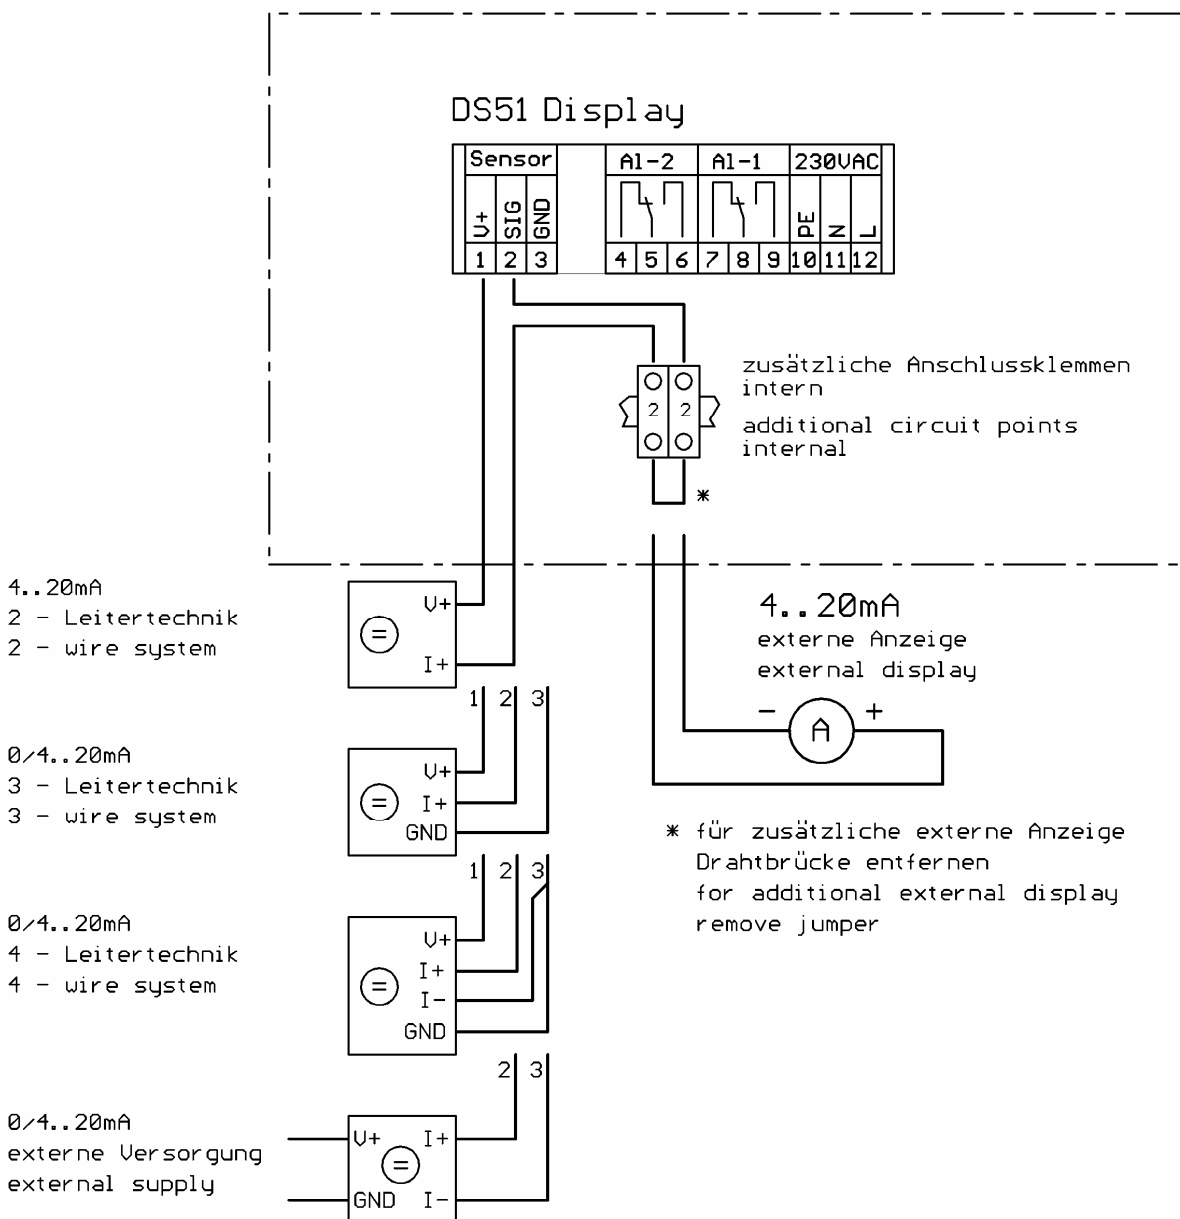 DS51 Display
Sensor Al-2 Al-1 230VAC
V+ SIG GND PE N L
1 2 3 4 5 6 7 8 9 10 11 12
zusätzliche Anschlussklemmen
intern
2 2
additional circuit points
internal
*
4..20mA
2 - Leitertechnik
2 - wire system
V+
=
I+
4..20mA
externe Anzeige
external display
- A +
1 2 3
0/4..20mA
3 - Leitertechnik
3 - wire system
V+
= I+
GND
* für zusätzliche externe Anzeige
Drahtbrücke entfernen
for additional external display
remove jumper
1 2 3
0/4..20mA
4 - Leitertechnik
4 - wire system
V+
I+
=
I-
GND
2 3
0/4..20mA
externe Versorgung
external supply
V+ I+
=
GND I-